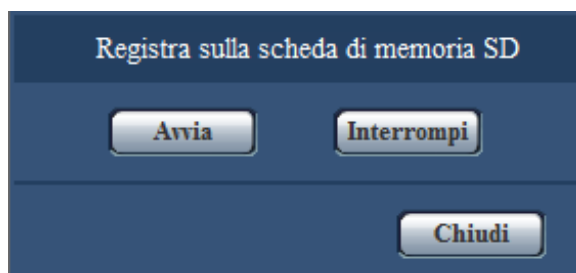 Registra sulla scheda di memoria SD
Avvia Interrompi
Chiudi